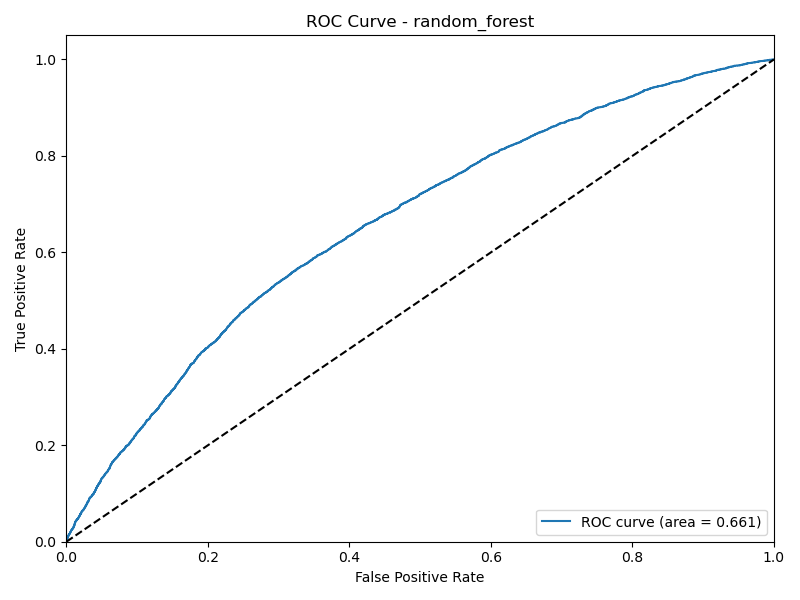 ROC Curve - random_forest
1.0
0.8
0.6
0.4
0.2
0.0
True Positive Rate
ROC curve (area = 0.661)
0.0 0.2 0.4 0.6 0.8 1.0
False Positive Rate